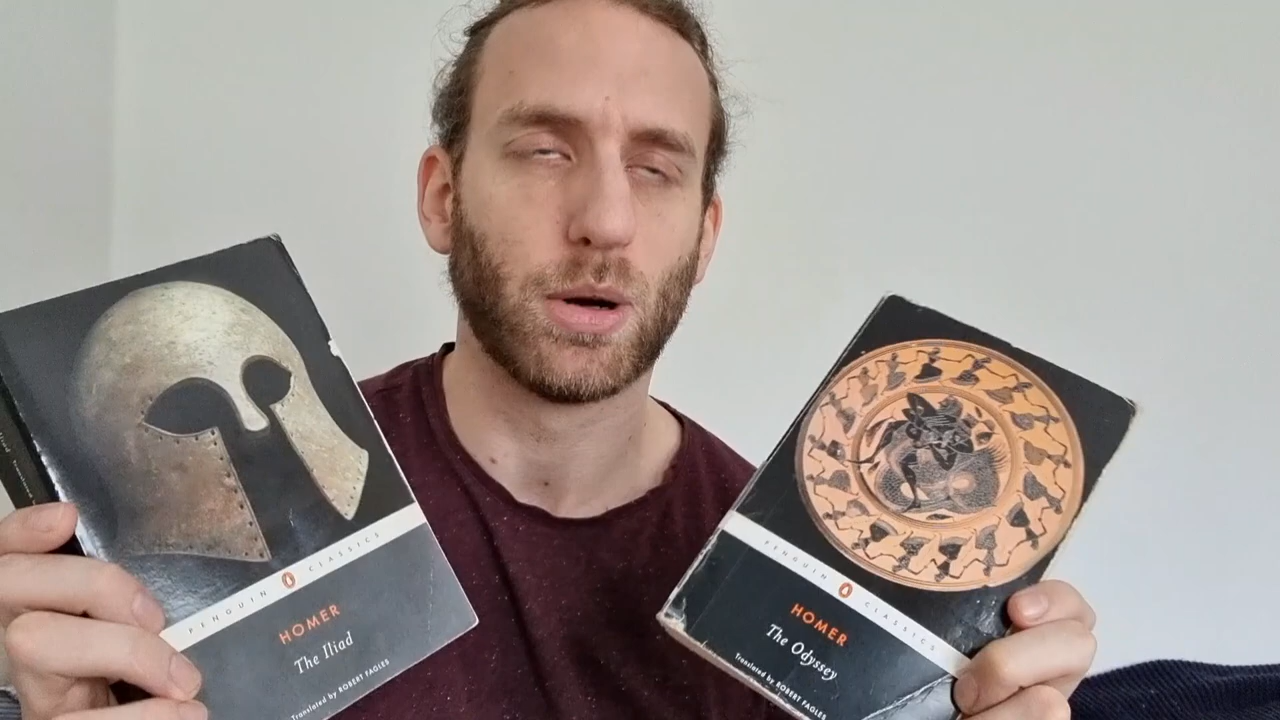 PENGUIN CLASSICS
HOMER
The Iliad
Translated by ROBERT FAGLES
PENGUIN CLASSICS
HOMER
The Odyssey
Translated by ROBERT FAGLES